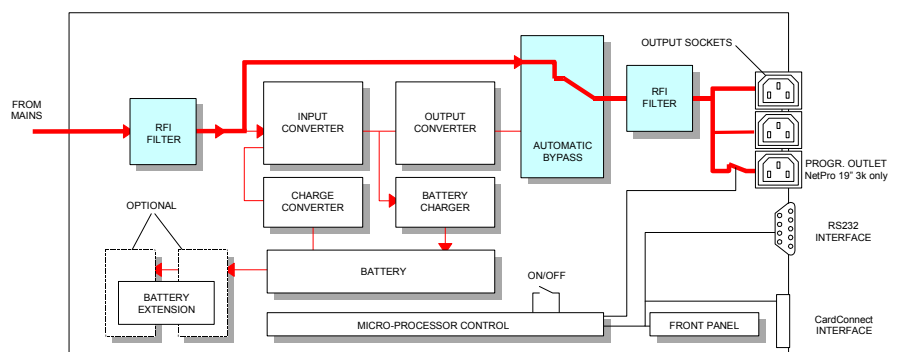 OUTPUT SOCKETS
FROM
MAINS
RFI
FILTER
INPUT
CONVERTER
OUTPUT
CONVERTER
AUTOMATIC
BYPASS
RFI
FILTER
PROGR. OUTLET
NetPro 19" 3k only
CHARGE
CONVERTER
BATTERY
CHARGER
OPTIONAL
RS232
INTERFACE
BATTERY
BATTERY
EXTENSION
ON/OFF
MICRO-PROCESSOR CONTROL
FRONT PANEL
CardConnect
INTERFACE